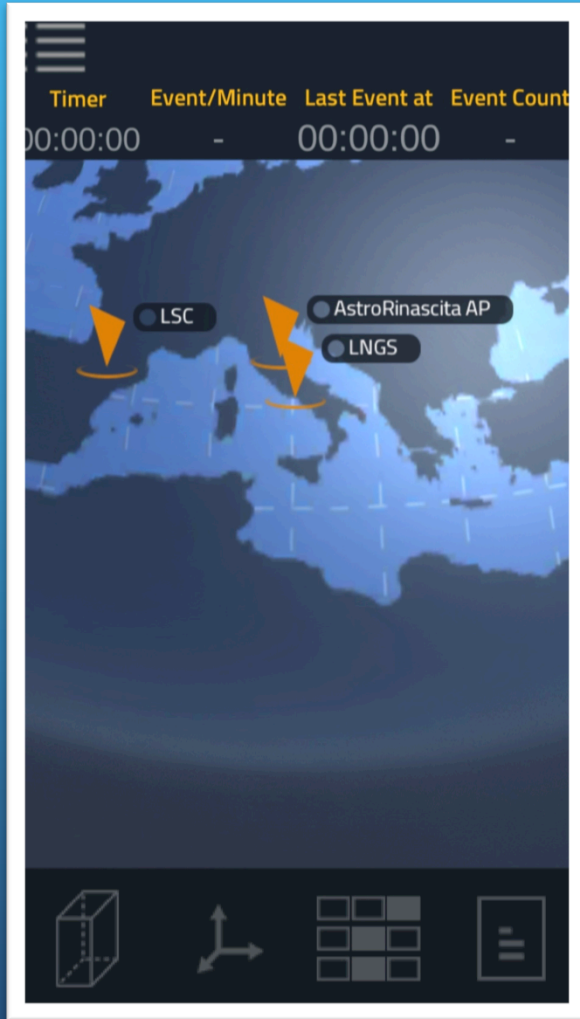 Timer Event/Minute Last Event at Event Count
00:00:00 - 00:00:00 -
LSC
AstroRinascita AP
LNGS